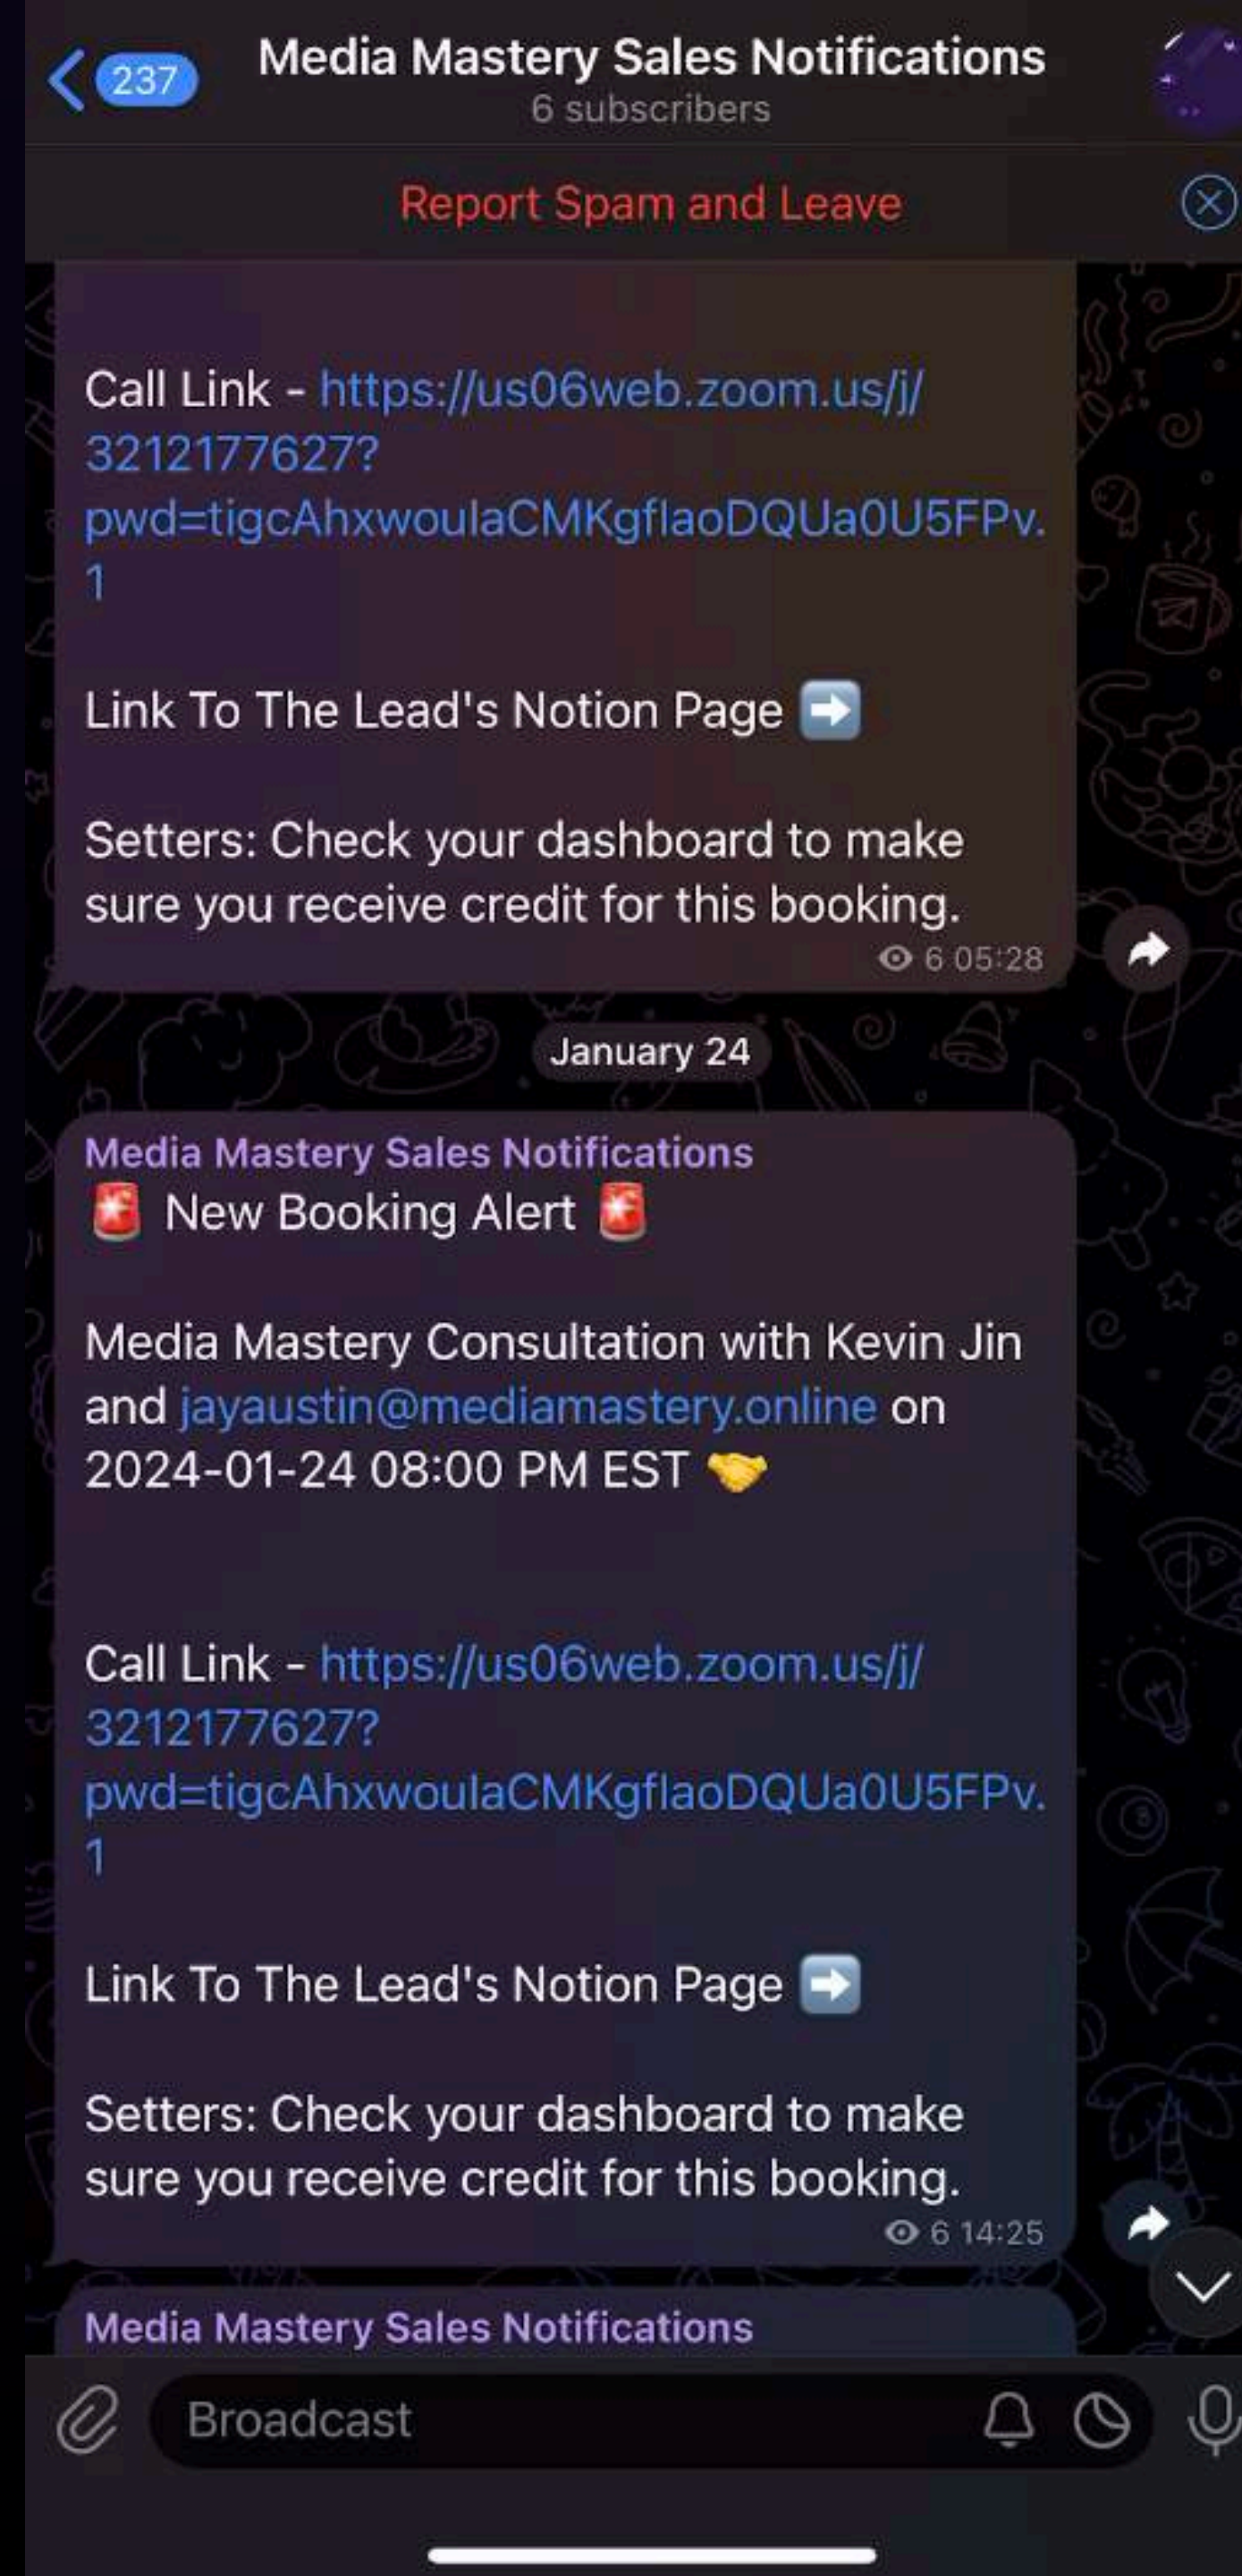 237
Media Mastery Sales Notifications
6 subscribers
Report Spam and Leave
Call Link - https://us06web.zoom.us/j/
3212177627?
pwd=tigcAhxwoulaCMKgflaoDQUa0U5FPv.
1
Link To The Lead's Notion Page ➡️
Setters: Check your dashboard to make
sure you receive credit for this booking.
6 05:28
January 24
Media Mastery Sales Notifications
🚨 New Booking Alert 🚨
Media Mastery Consultation with Kevin Jin
and jayaustin@mediamastery.online on
2024-01-24 08:00 PM EST 🤝
Call Link - https://us06web.zoom.us/j/
3212177627?
pwd=tigcAhxwoulaCMKgflaoDQUa0U5FPv.
1
Link To The Lead's Notion Page ➡️
Setters: Check your dashboard to make
sure you receive credit for this booking.
6 14:25
Media Mastery Sales Notifications
Broadcast